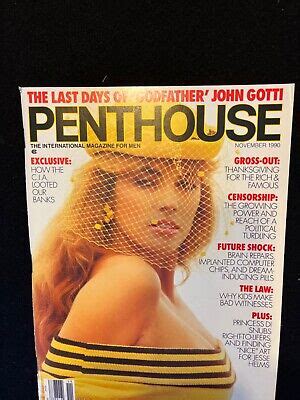 THE LAST DAYS OF 'GODFATHER' JOHN GOTTI
PENTHOUSE
THE INTERNATIONAL MAGAZINE FOR MEN
NOVEMBER 1990
EXCLUSIVE:
HOW THE
C.I.A.
LOOTED
OUR
BANKS
GROSS-OUT:
THANKSGIVING
FOR THE RICH &
FAMOUS
CENSORSHIP:
THE GROWING
POWER AND
REACH OF A
POLITICAL
TURDLING
FUTURE SHOCK:
BRAIN REPAIRS,
IMPLANTED COMPUTER
CHIPS, AND DREAM-
INDUCING PILLS
THE LAW:
WHY KIDS MAKE
BAD WITNESSES
PLUS:
PRINCESS DI
SNUBS
RIGHT-TO-LIFERS,
AND FINDING
"NICE" ART
FOR JESSE
HELMS